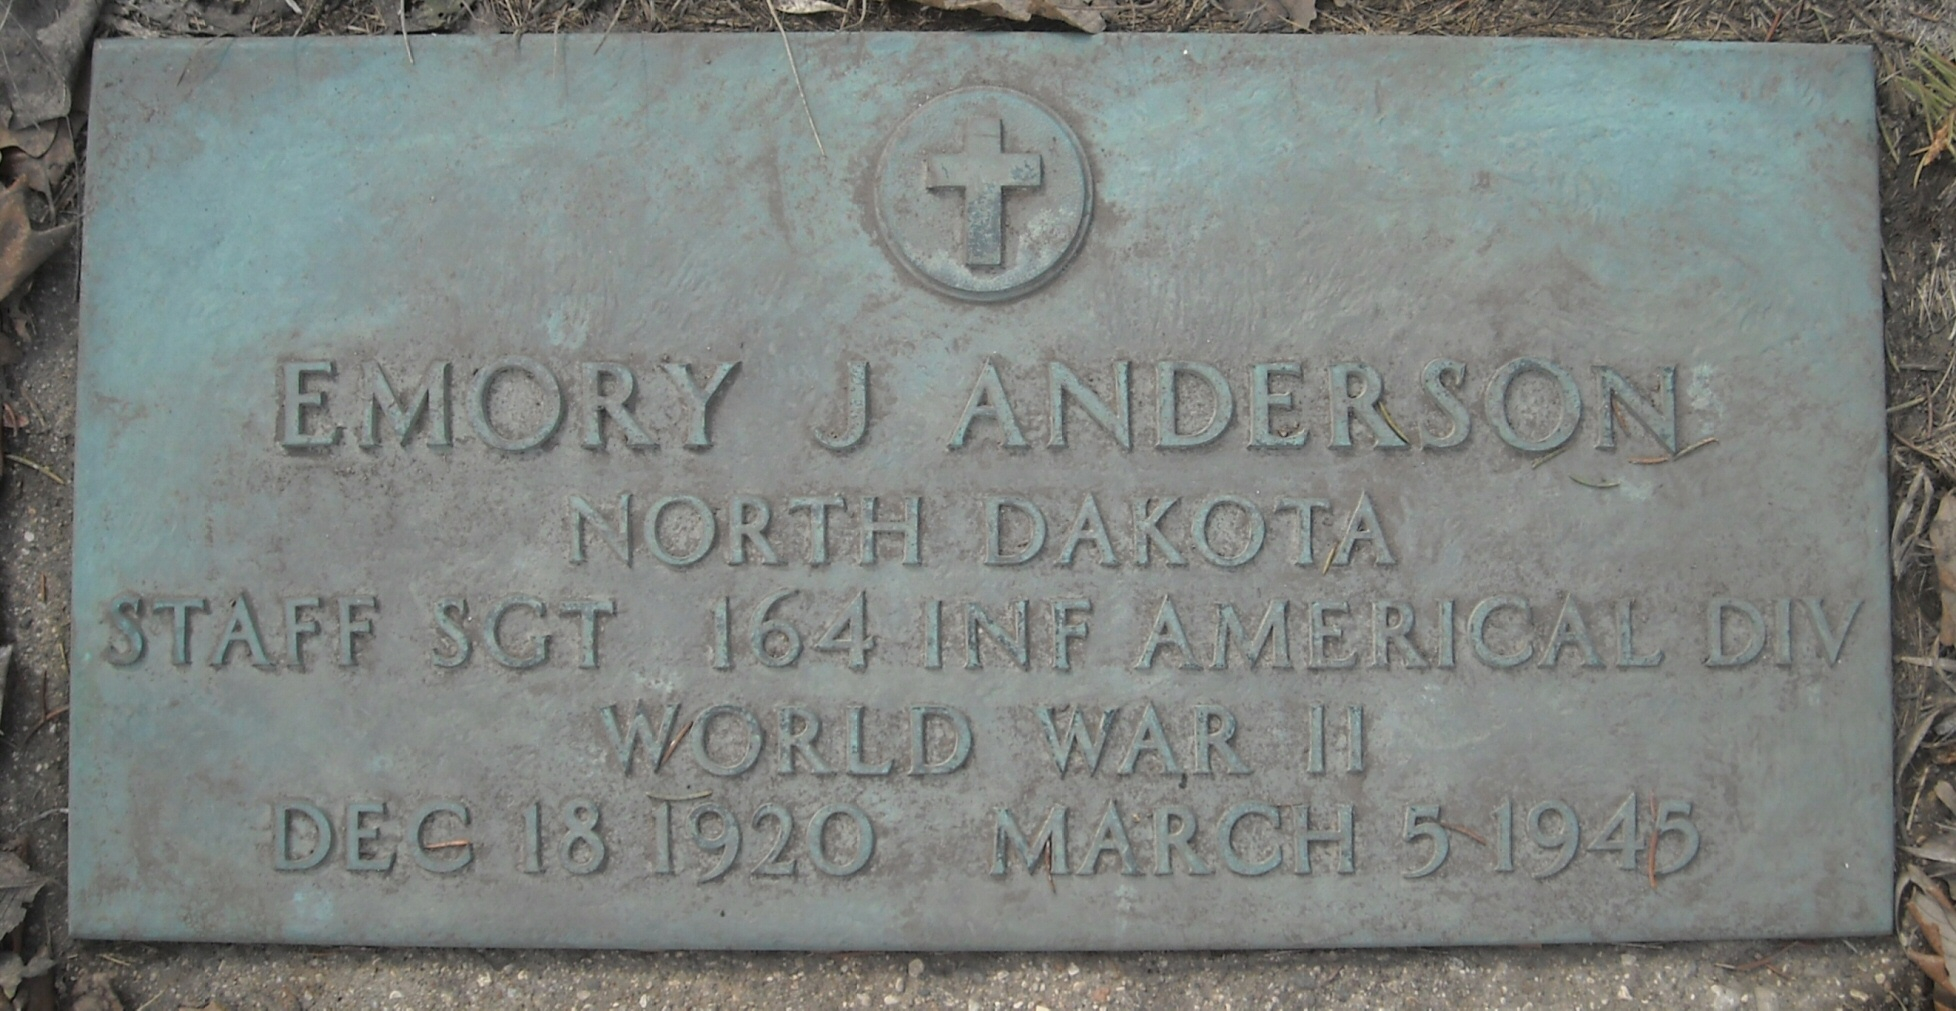 EMORY J ANDERSON
NORTH DAKOTA
STAFF SGT 164 INF AMERICAL DIV
WORLD WAR II
DEC 18 1920 MARCH 5 1945